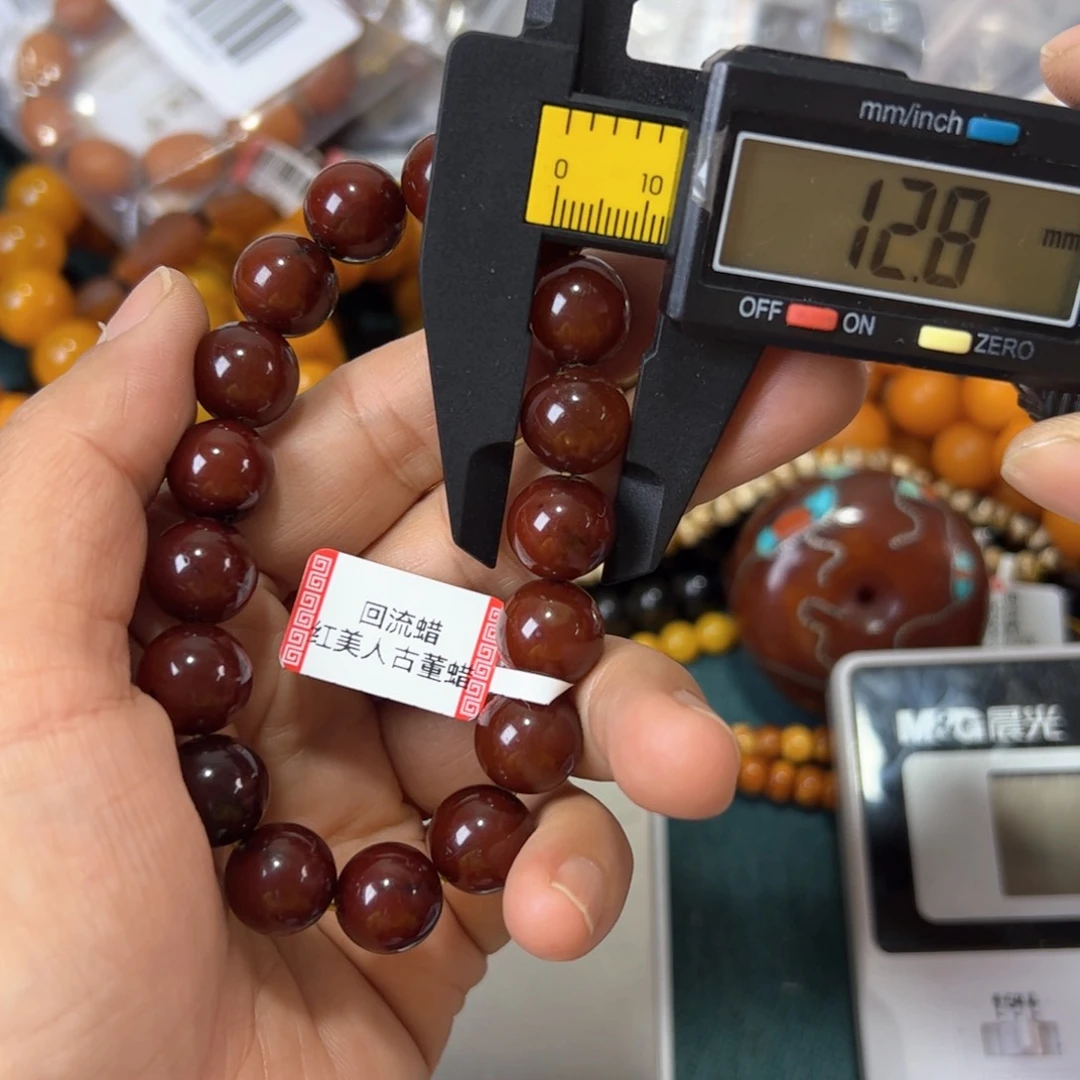 mm/inch
0 10
12.8 mm
OFF ON ZERO
回流蜡
红美人古董蜡
M&G晨光